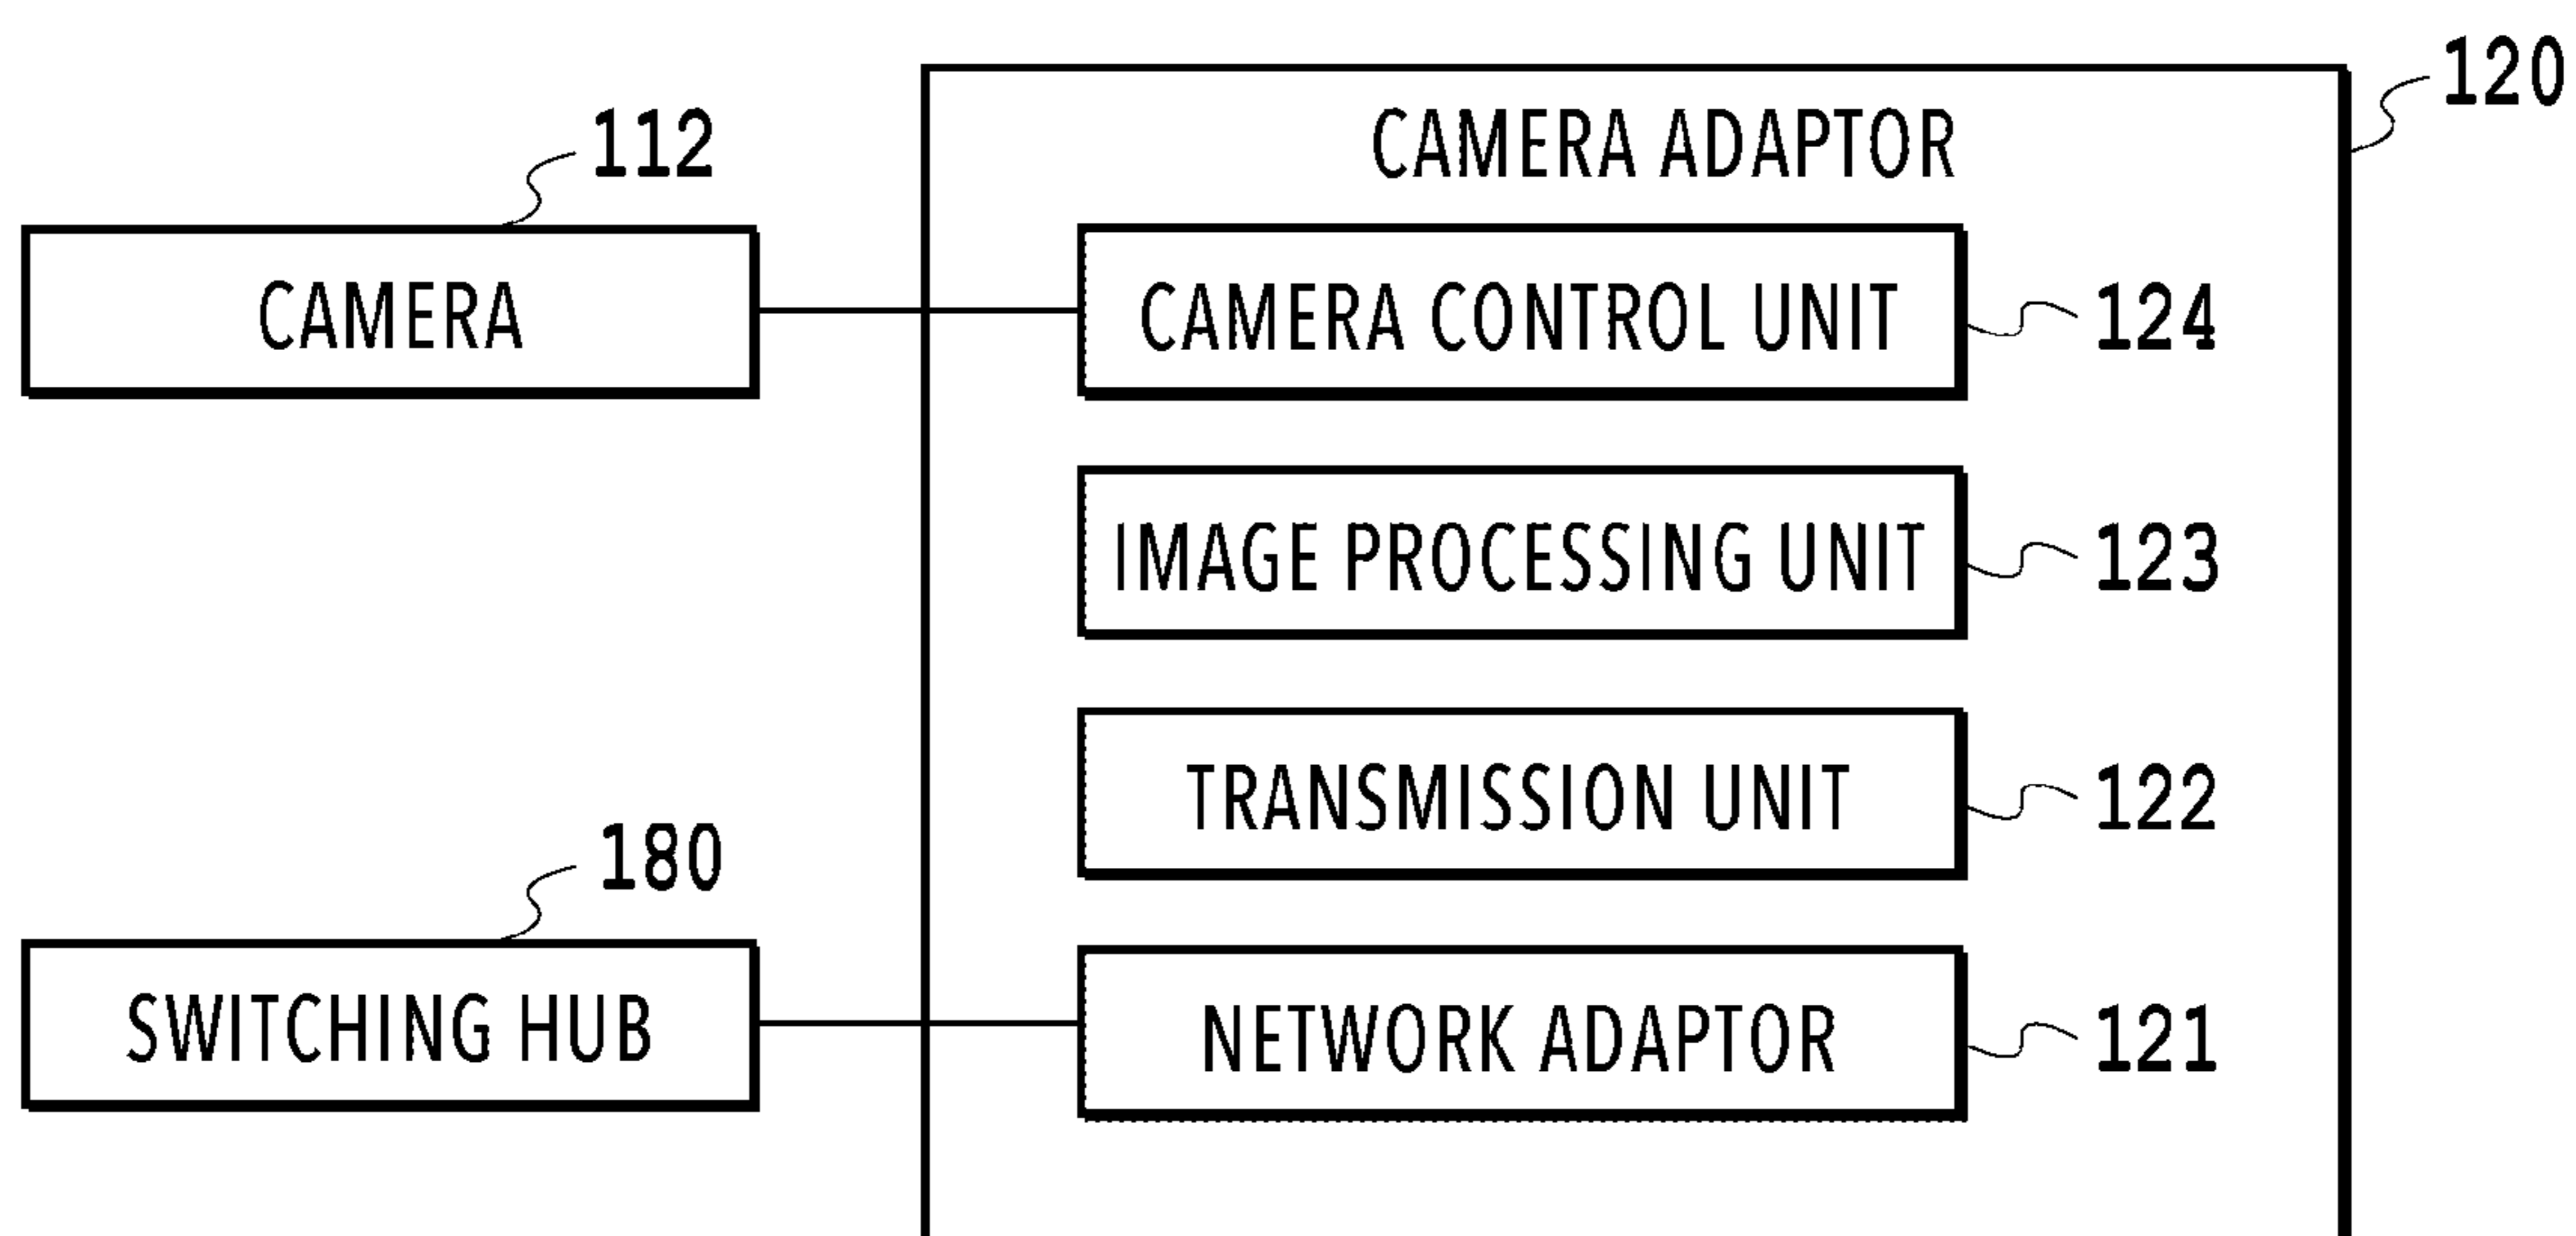 120
CAMERA ADAPTOR
112
CAMERA
CAMERA CONTROL UNIT
124
IMAGE PROCESSING UNIT
123
TRANSMISSION UNIT
122
180
SWITCHING HUB
NETWORK ADAPTOR
121